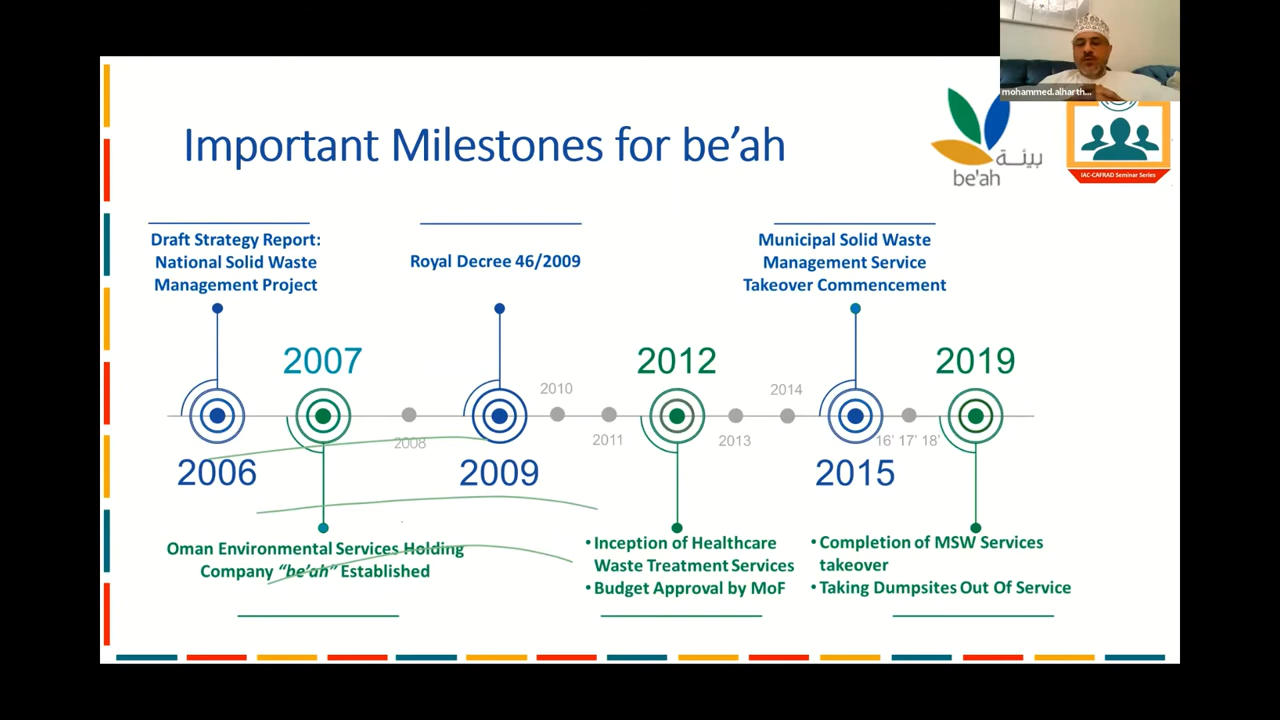 mohammed.alharth...
Important Milestones for be'ah
بيئـة
be'ah
IAC-CAFRAD Seminar Series
Draft Strategy Report:
National Solid Waste
Management Project
Royal Decree 46/2009
Municipal Solid Waste
Management Service
Takeover Commencement
2007
2012
2019
2010
2014
2008
2011
2013
16' 17' 18'
2006
2009
2015
Oman Environmental Services Holding
Company “be'ah” Established
•Inception of Healthcare
Waste Treatment Services
•Budget Approval by MoF
•Completion of MSW Services
takeover
•Taking Dumpsites Out Of Service